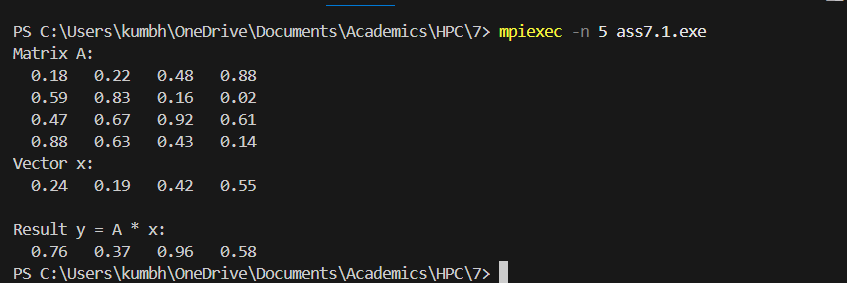 PS C:\Users\kumbh\OneDrive\Documents\Academics\HPC\7> mpiexec -n 5 ass7.1.exe
Matrix A:
0.18 0.22 0.48 0.88
0.59 0.83 0.16 0.02
0.47 0.67 0.92 0.61
0.88 0.63 0.43 0.14
Vector x:
0.24 0.19 0.42 0.55
Result y = A * x:
0.76 0.37 0.96 0.58
PS C:\Users\kumbh\OneDrive\Documents\Academics\HPC\7>